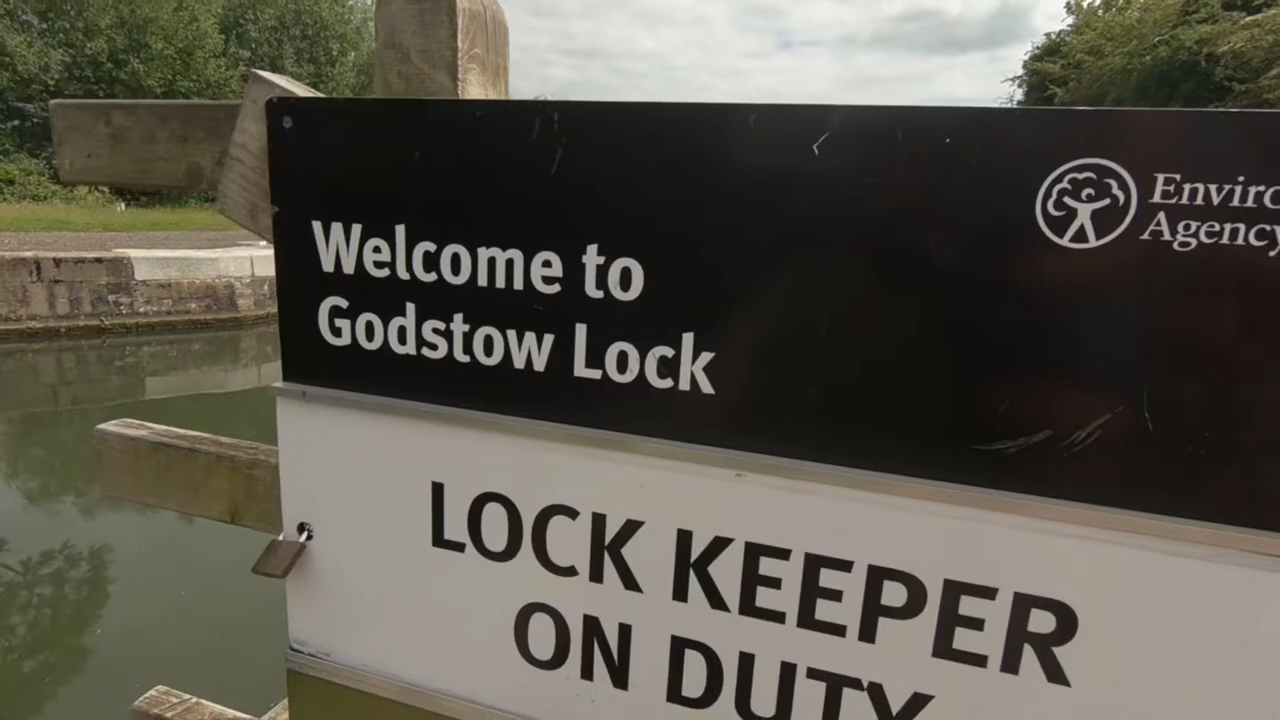 Welcome to
Godstow Lock
Enviro
Agency
LOCK KEEPER
ON DUTY